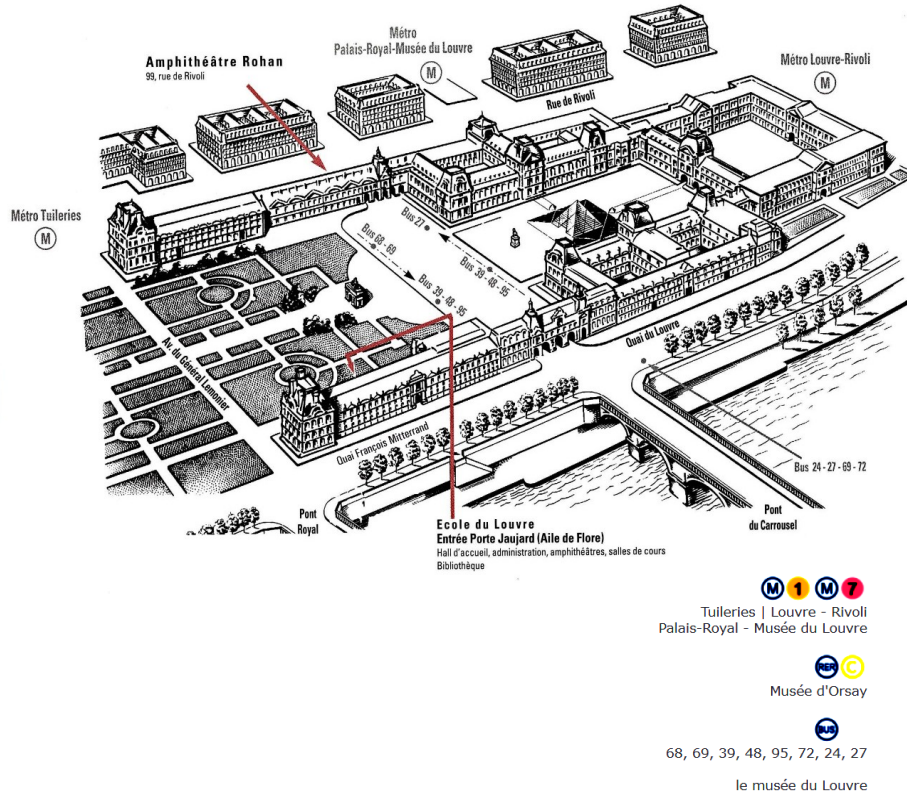 Métro
Palais-Royal-Musée du Louvre
M
Amphithéâtre Rohan
99, rue de Rivoli
Métro Louvre-Rivoli
M
Rue de Rivoli
Métro Tuileries
M
Bus 27
Bus 68 - 69
Bus 39 - 48 - 95
Bus 39 - 48 - 95
Quai du Louvre
Av. du Général Lemonier
Quai François Mitterrand
Bus 24 - 27 - 69 - 72
Pont
Royal
Pont
du Carrousel
Ecole du Louvre
Entrée Porte Jaujard (Aile de Flore)
Hall d'accueil, administration, amphithéâtres, salles de cours
Bibliothèque
M 1 M 7
Tuileries | Louvre - Rivoli
Palais-Royal - Musée du Louvre
RER C
Musée d'Orsay
BUS
68, 69, 39, 48, 95, 72, 24, 27
le musée du Louvre